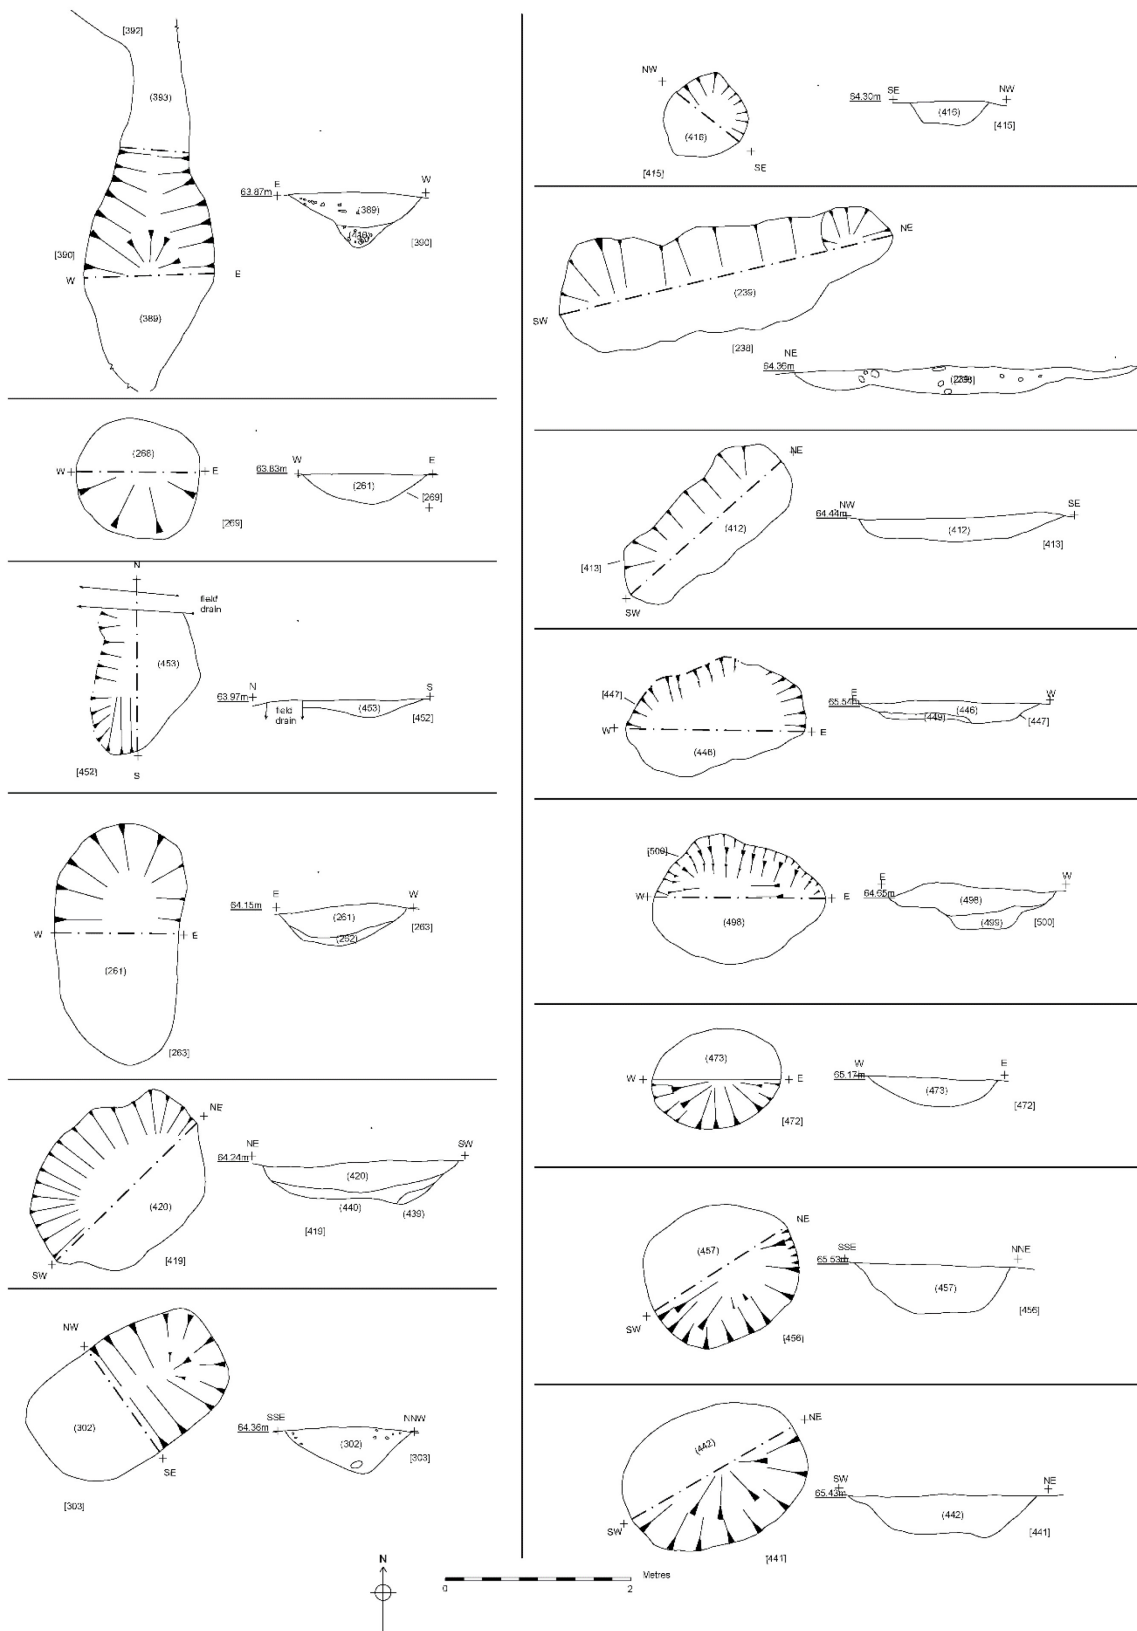 [392]
(393)
E
W
63.87m
(389)
[390]
[390]
W
E
(389)
(268)
W
E
[269]
W
E
63.83m
(261)
[269]
N
field
drain
(453)
[452]
S
N
S
63.97m
(453)
field
drain
[452]
W
E
(261)
[263]
E
W
64.15m
(261)
(262)
[263]
NE
(420)
[419]
SW
NE
SW
64.24m
(420)
(440)
(439)
[419]
NW
(302)
SE
[303]
SSE
NNW
64.36m
(302)
[303]
NW
(416)
[415]
SE
SE
NW
64.30m
(416)
[415]
NE
(239)
SW
[238]
NE
64.36m
NE
(412)
[413]
SW
NW
SE
64.44m
(412)
[413]
[447]
W
E
(446)
E
W
65.54m
(446)
(449)
[447]
[500]
W
E
(498)
E
W
64.65m
(498)
(499)
[500]
(473)
W
E
[472]
W
E
65.17m
(473)
[472]
NE
(457)
SW
[456]
SSE
NNE
65.53m
(457)
[456]
NE
(442)
SW
[441]
SW
NE
65.43m
(442)
[441]
N
Metres
0
2